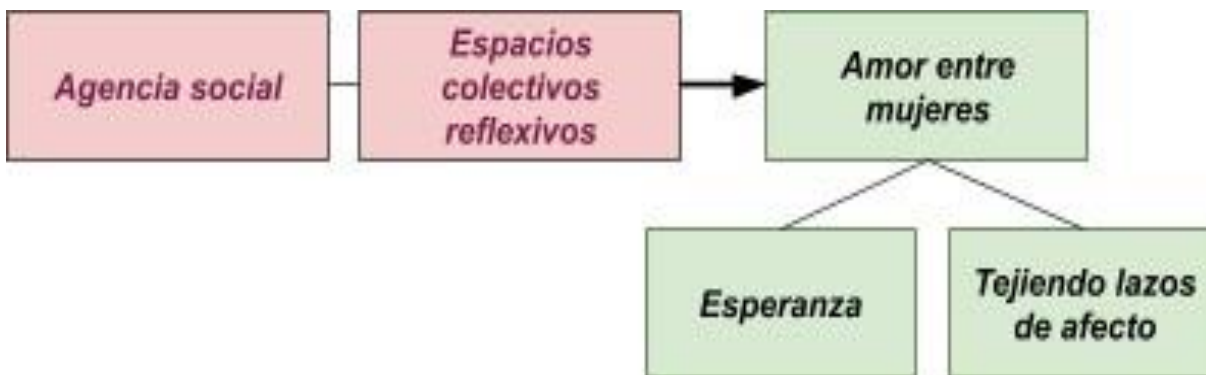 Agencia social
Espacios
colectivos
reflexivos
Amor entre
mujeres
Esperanza
Tejiendo lazos
de afecto